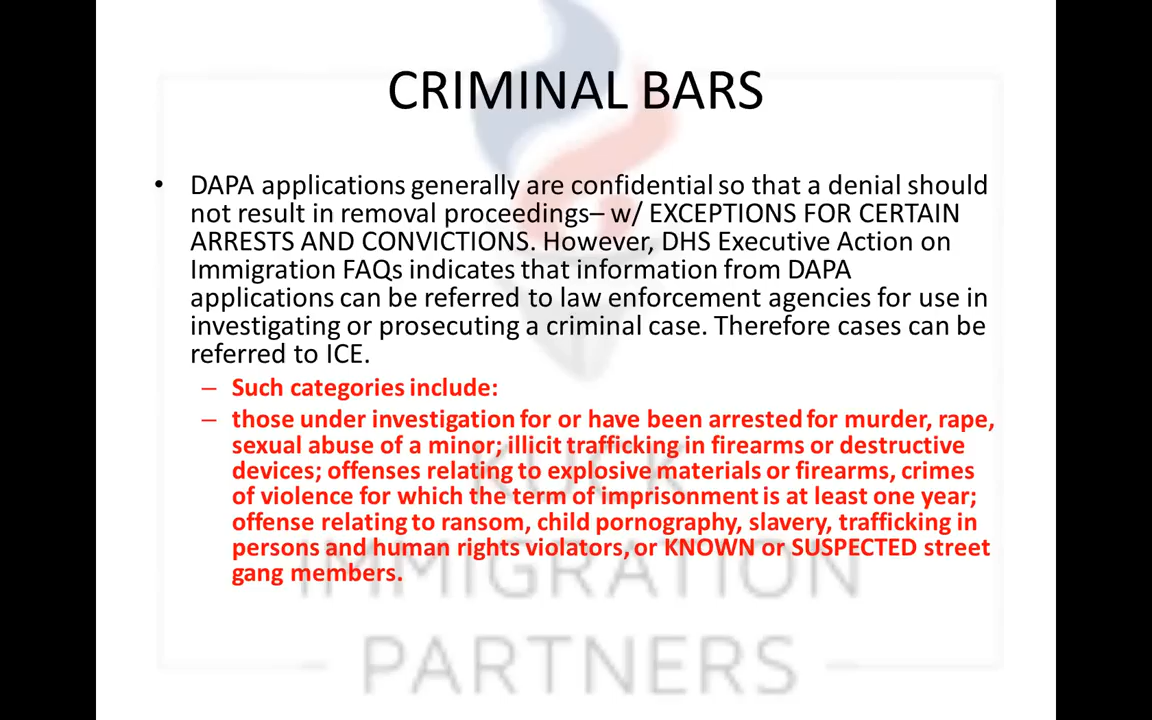 CRIMINAL BARS
• DAPA applications generally are confidential so that a denial should
not result in removal proceedings– w/ EXCEPTIONS FOR CERTAIN
ARRESTS AND CONVICTIONS. However, DHS Executive Action on
Immigration FAQs indicates that information from DAPA
applications can be referred to law enforcement agencies for use in
investigating or prosecuting a criminal case. Therefore cases can be
referred to ICE.
– Such categories include:
– those under investigation for or have been arrested for murder, rape,
sexual abuse of a minor; illicit trafficking in firearms or destructive
devices; offenses relating to explosive materials or firearms, crimes
of violence for which the term of imprisonment is at least one year;
offense relating to ransom, child pornography, slavery, trafficking in
persons and human rights violators, or KNOWN or SUSPECTED street
gang members.
KUCK
IMMIGRATION
PARTNERS